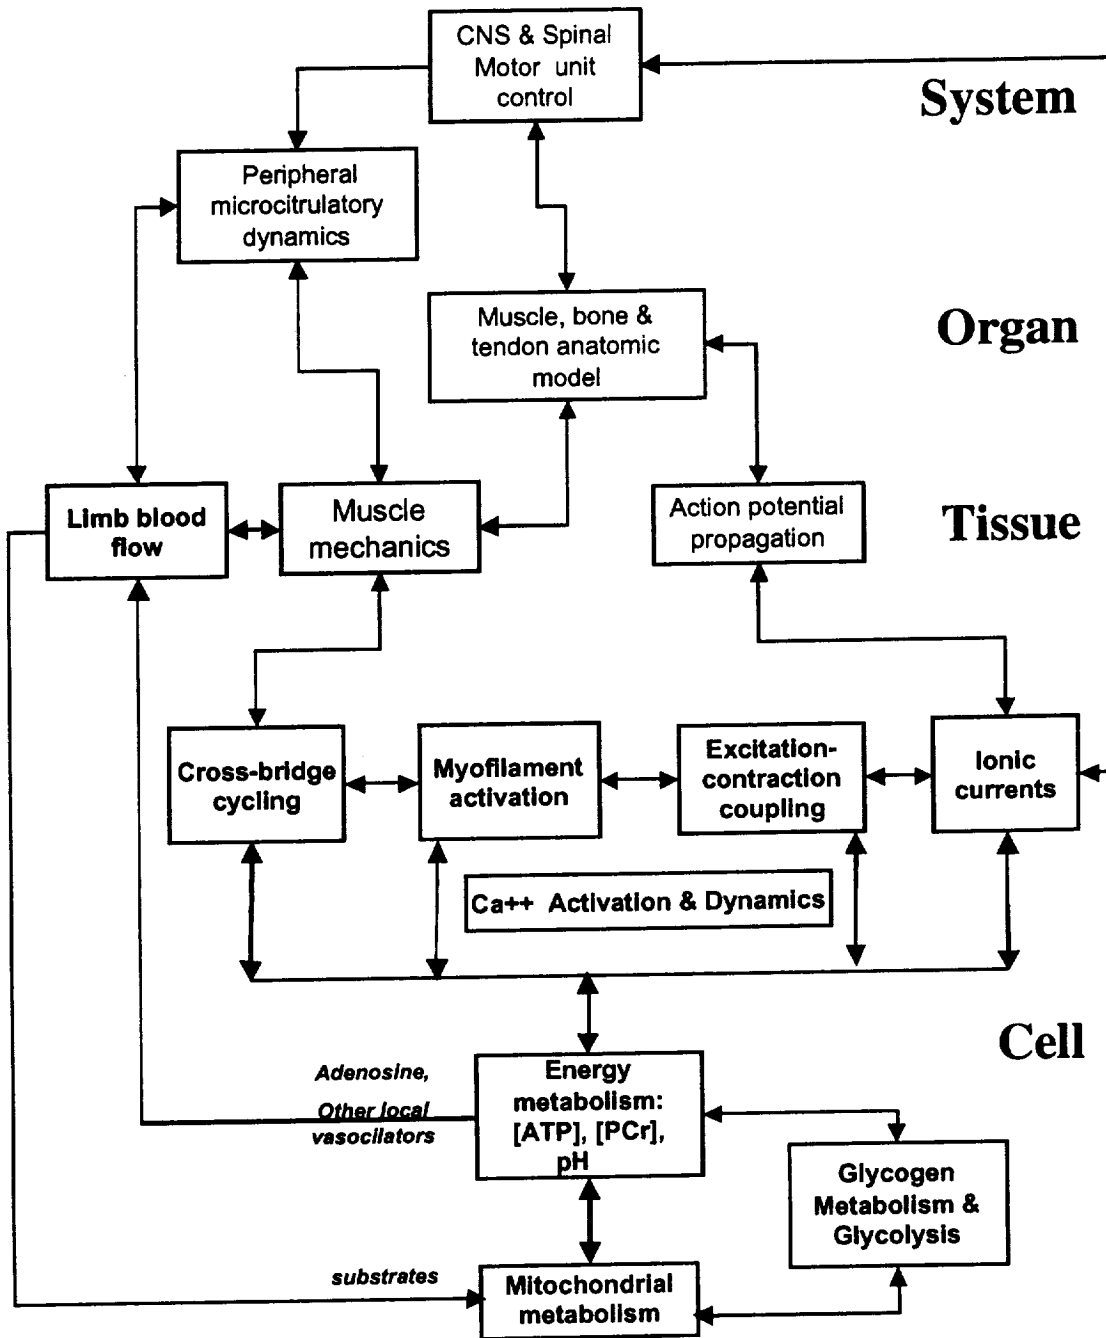 CNS & Spinal
Motor unit
control
System
Peripheral
microcitrulatory
dynamics
Muscle, bone &
tendon anatomic
model
Organ
Limb blood
flow
Muscle
mechanics
Action potential
propagation
Tissue
Cross-bridge
cycling
Myofilament
activation
Excitation-
contraction
coupling
Ionic
currents
Ca++ Activation & Dynamics
Cell
Adenosine,
Other local
vasocilators
Energy
metabolism:
[ATP], [PCr],
pH
Glycogen
Metabolism &
Glycolysis
substrates
Mitochondrial
metabolism